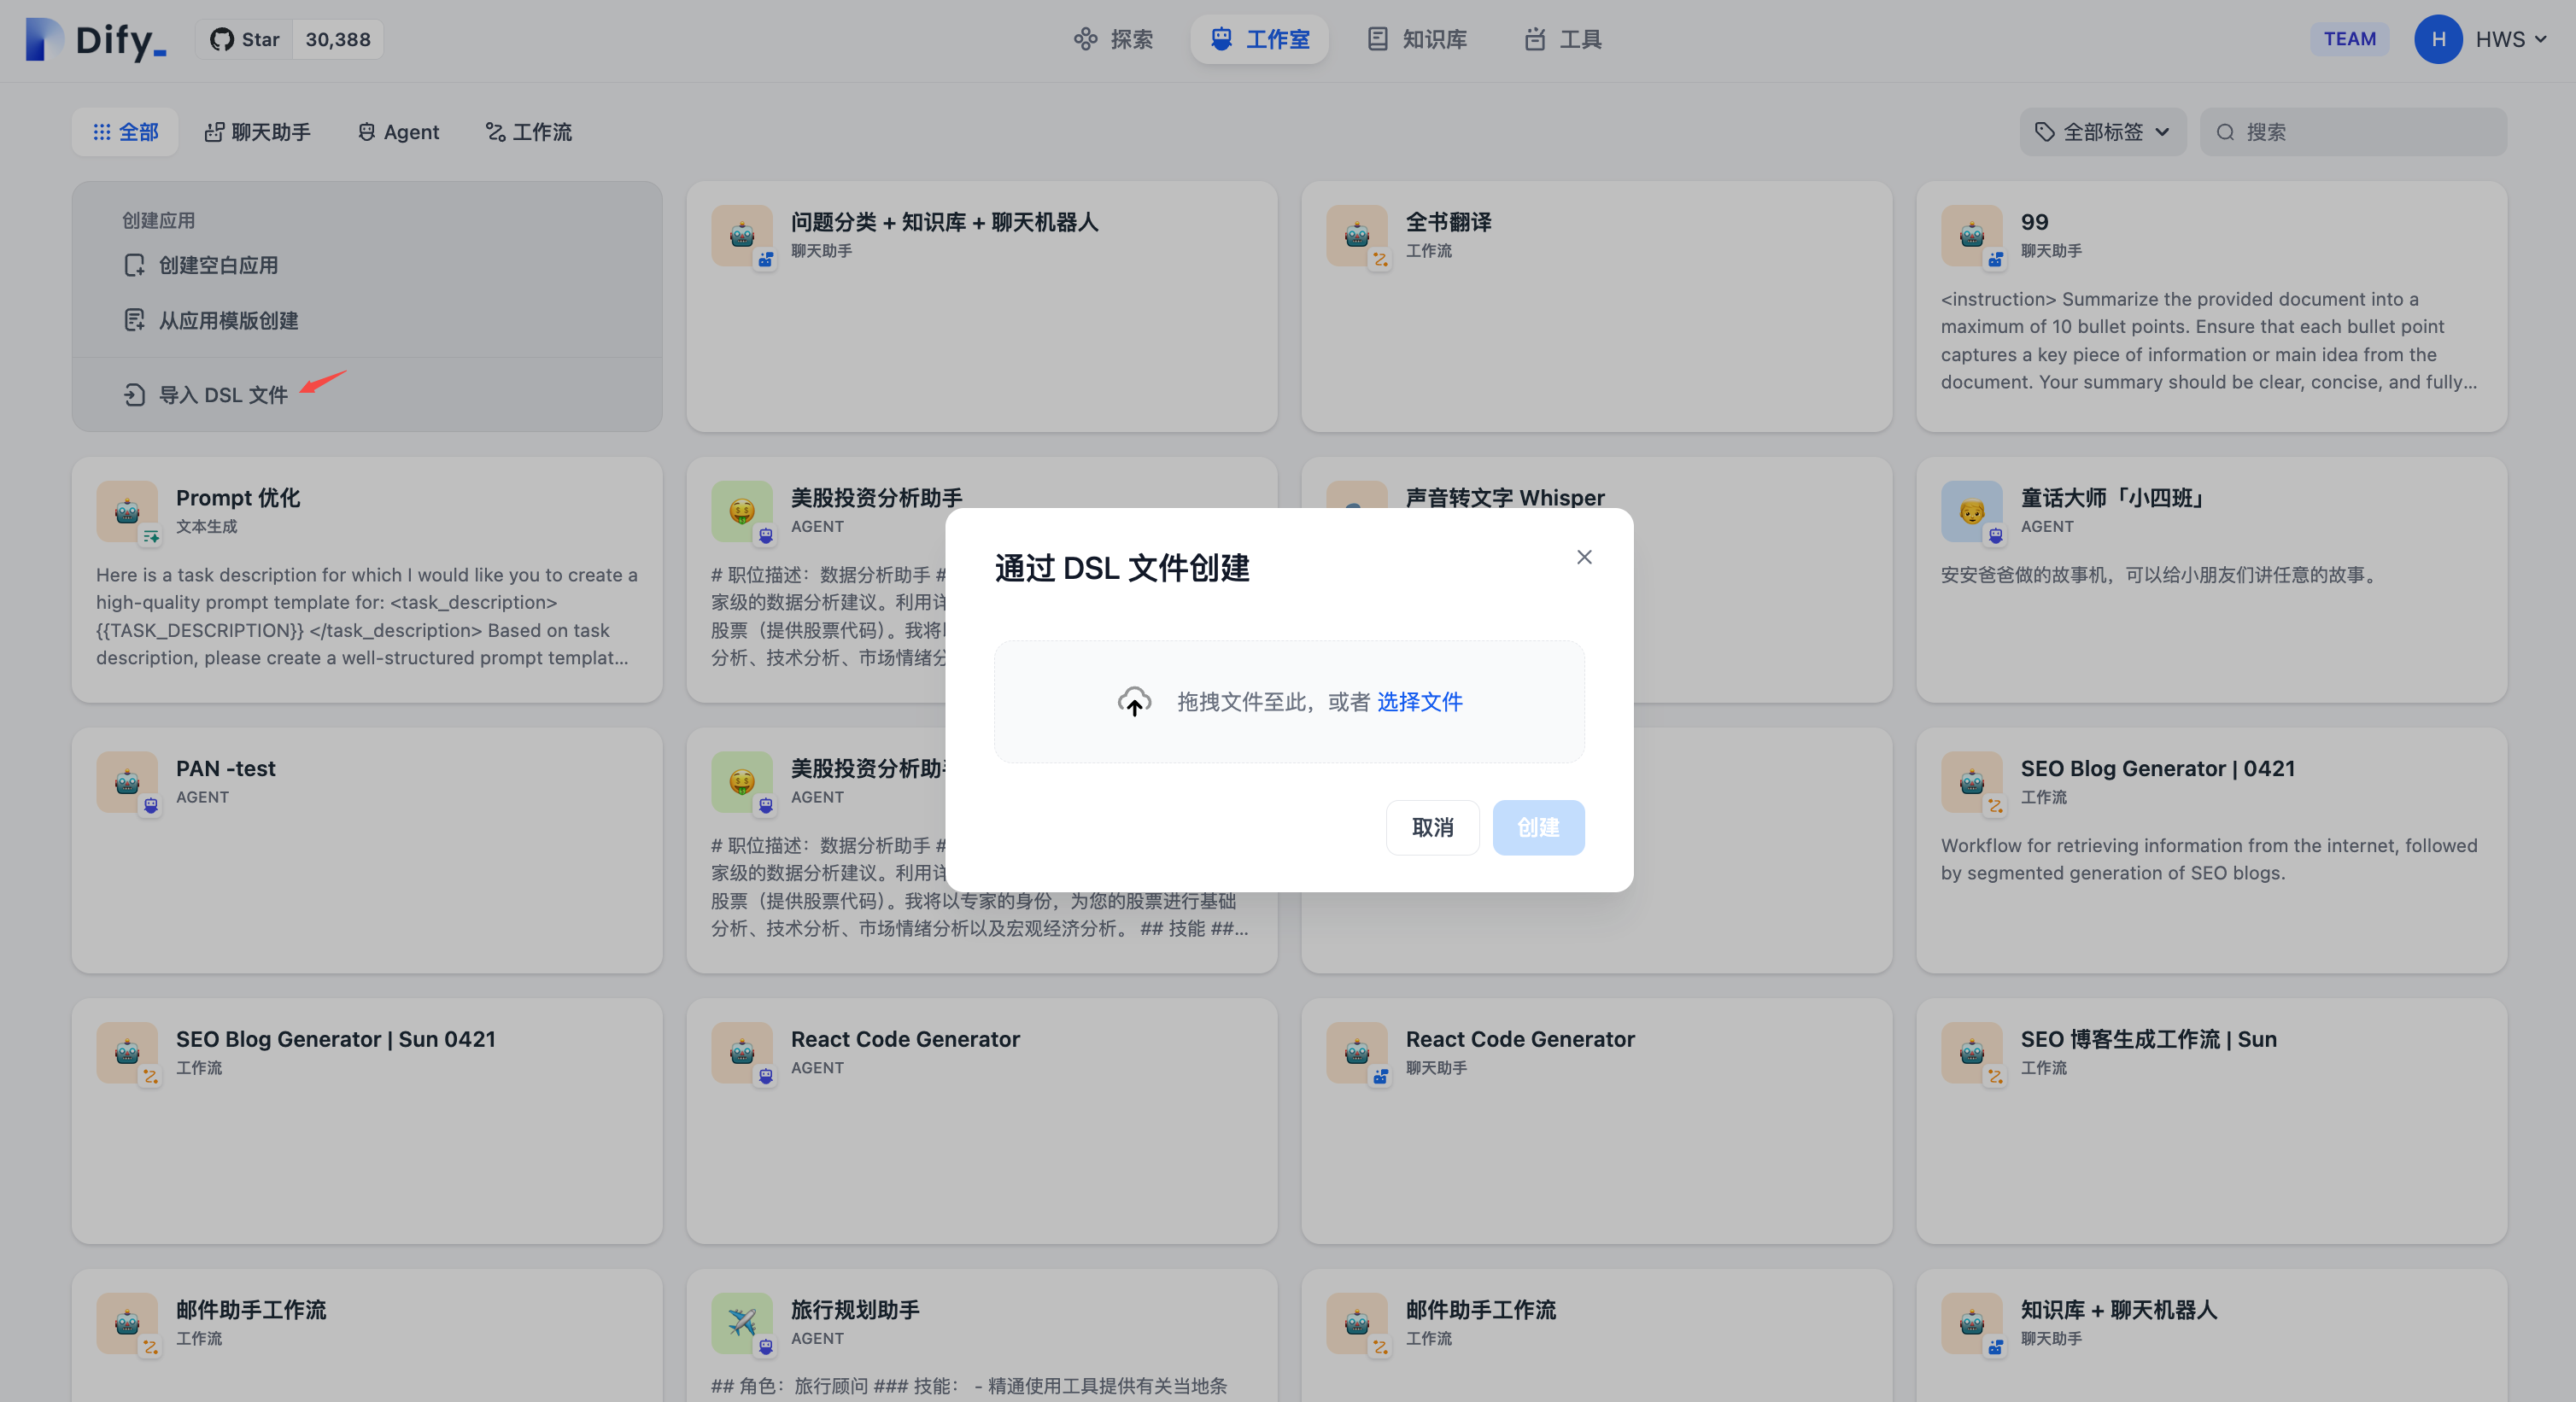 Dify_
Star 30,388
探索
工作室
知识库
工具
TEAM
H
HWS
全部
聊天助手
Agent
工作流
全部标签
搜索
创建应用
创建空白应用
从应用模版创建
导入 DSL 文件
问题分类 + 知识库 + 聊天机器人
聊天助手
全书翻译
工作流
99
聊天助手
<instruction> Summarize the provided document into a
maximum of 10 bullet points. Ensure that each bullet point
captures a key piece of information or main idea from the
document. Your summary should be clear, concise, and fully...
Prompt 优化
文本生成
Here is a task description for which I would like you to create a
high-quality prompt template for: <task_description>
{{TASK_DESCRIPTION}} </task_description> Based on task
description, please create a well-structured prompt templat...
美股投资分析助手
AGENT
# 职位描述：数据分析助手 #
家级的数据分析建议。利用详
股票（提供股票代码）。我将
分析、技术分析、市场情绪分
声音转文字 Whisper
童话大师「小四班」
AGENT
安安爸爸做的故事机，可以给小朋友们讲任意的故事。
通过 DSL 文件创建
拖拽文件至此，或者 选择文件
取消
创建
PAN -test
AGENT
美股投资分析助
AGENT
# 职位描述：数据分析助手 #
家级的数据分析建议。利用详
股票（提供股票代码）。我将以专家的身份，为您的股票进行基础
分析、技术分析、市场情绪分析以及宏观经济分析。 ## 技能 ##...
SEO Blog Generator | 0421
工作流
Workflow for retrieving information from the internet, followed
by segmented generation of SEO blogs.
SEO Blog Generator | Sun 0421
工作流
React Code Generator
AGENT
React Code Generator
聊天助手
SEO 博客生成工作流 | Sun
工作流
邮件助手工作流
工作流
旅行规划助手
AGENT
## 角色：旅行顾问 ### 技能： - 精通使用工具提供有关当地条
邮件助手工作流
工作流
知识库 + 聊天机器人
聊天助手